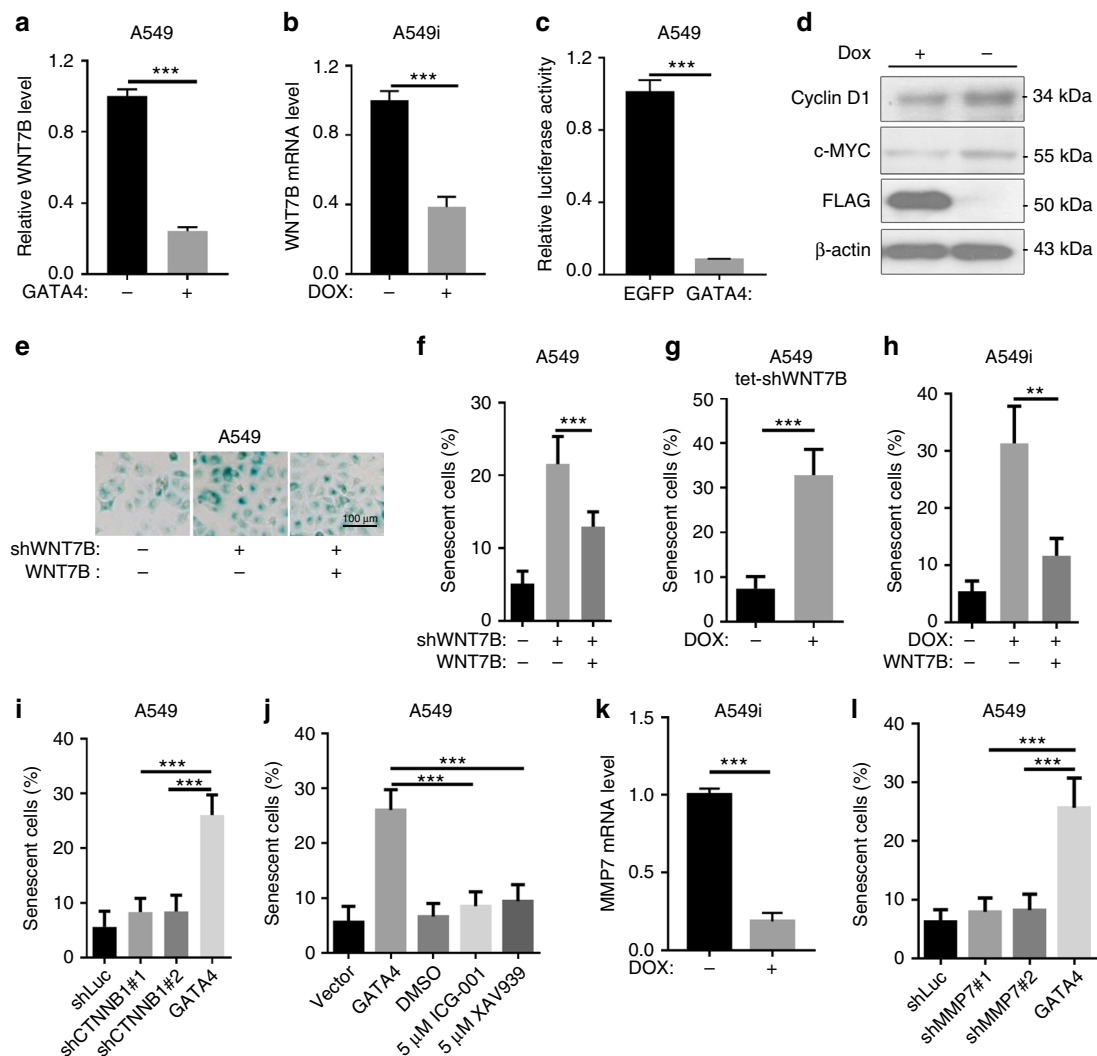 a
A549
Relative WNT7B level
1.2
0.8
0.4
0.0
***
GATA4: – +
b
A549i
WNT7B mRNA level
1.2
0.8
0.4
0.0
***
DOX: – +
c
A549
Relative luciferase activity
1.2
0.8
0.4
0.0
***
EGFP GATA4:
d
Dox + –
Cyclin D1 - 34 kDa
c-MYC - 55 kDa
FLAG - 50 kDa
β-actin - 43 kDa
e
A549
100 μm
shWNT7B: – + +
WNT7B : – – +
f
A549
Senescent cells (%)
30
20
10
0
***
shWNT7B: – + +
WNT7B: – – +
g
A549
tet-shWNT7B
Senescent cells (%)
50
40
30
20
10
0
***
DOX: – +
h
A549i
Senescent cells (%)
40
30
20
10
0
**
DOX: – + +
WNT7B: – – +
i
A549
Senescent cells (%)
40
30
20
10
0
***
***
shLuc
shCTNNB1#1
shCTNNB1#2
GATA4
j
A549
Senescent cells (%)
40
30
20
10
0
***
***
Vector
GATA4
DMSO
5 μM ICG-001
5 μM XAV939
k
A549i
MMP7 mRNA level
1.5
1.0
0.5
0.0
***
DOX: – +
l
A549
Senescent cells (%)
40
30
20
10
0
***
***
shLuc
shMMP7#1
shMMP7#2
GATA4